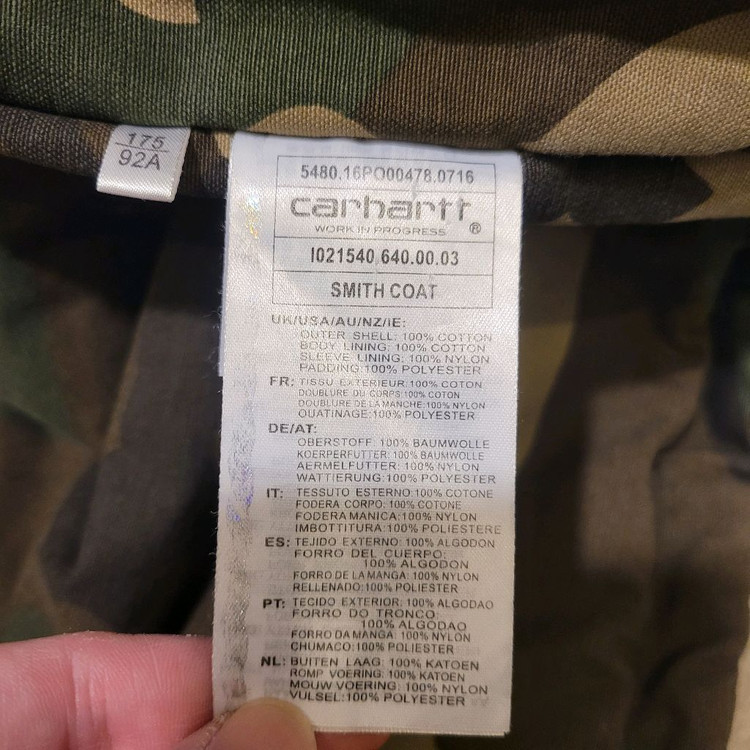 175
92A
5480.16PO00478.0716
carhartt
WORK IN PROGRESS ®
I021540.640.00.03
SMITH COAT
UK/USA/AU/NZ/IE:
OUTER SHELL: 100% COTTON
BODY LINING: 100% COTTON
SLEEVE LINING: 100% NYLON
PADDING:100% POLYESTER
FR: TISSU EXTERIEUR:100% COTON
DOUBLURE DU CORPS:100% COTON
DOUBLURE DE LA MANCHE:100% NYLON
OUATINAGE:100% POLYESTER
DE/AT:
OBERSTOFF: 100% BAUMWOLLE
KOERPERFUTTER: 100% BAUMWOLLE
AERMELFUTTER: 100% NYLON
WATTIERUNG:100% POLYESTER
IT: TESSUTO ESTERNO:100% COTONE
FODERA CORPO: 100% COTONE
FODERA MANICA: 100% NYLON
IMBOTTITURA:100% POLIESTERE
ES: TEJIDO EXTERNO: 100% ALGODON
FORRO DEL CUERPO:
100% ALGODON
FORRO DE LA MANGA: 100% NYLON
RELLENADO: 100% POLIESTER
PT: TECIDO EXTERIOR: 100% ALGODAO
FORRO DO TRONCO:
100% ALGODAO
FORRO DA MANGA: 100% NYLON
CHUMACO:100% POLIESTER
NL: BUITEN LAAG: 100% KATOEN
ROMP VOERING: 100% KATOEN
MOUW VOERING: 100% NYLON
VULSEL:100% POLYESTER